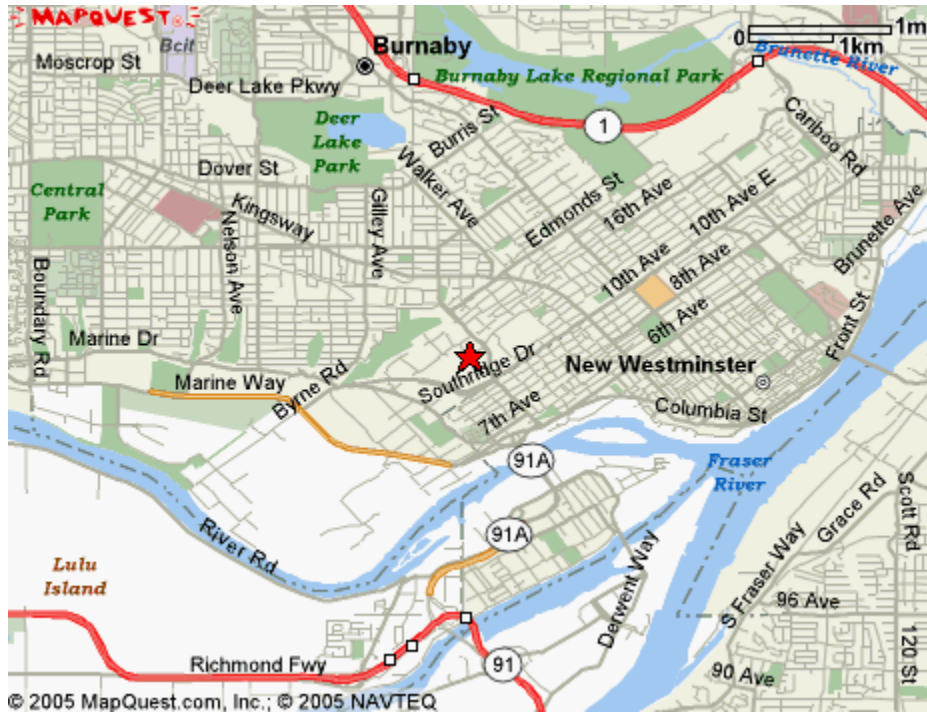 MAPQUEST®
1m
0
1km
Bcit
Burnaby
Moscrop St
Deer Lake Pkwy
Burnaby Lake Regional Park
Brunette River
1
Deer
Lake
Park
Burris St
Cariboo Rd
Dover St
Walker Ave
Edmonds St
16th Ave
10th Ave E
Central
Park
Kingsway
Nelson Ave
Gilley Ave
10th Ave
8th Ave
Brunette Ave
Boundary Rd
6th Ave
Front St
Marine Dr
Southridge Dr
New Westminster
Marine Way
Byrne Rd
7th Ave
Columbia St
91A
Fraser
River
Scott Rd
River Rd
91A
Grace Rd
Lulu
Island
Derwent Way
S Fraser Way
96 Ave
120 St
Richmond Fwy
91
90 Ave
© 2005 MapQuest.com, Inc.; © 2005 NAVTEQ